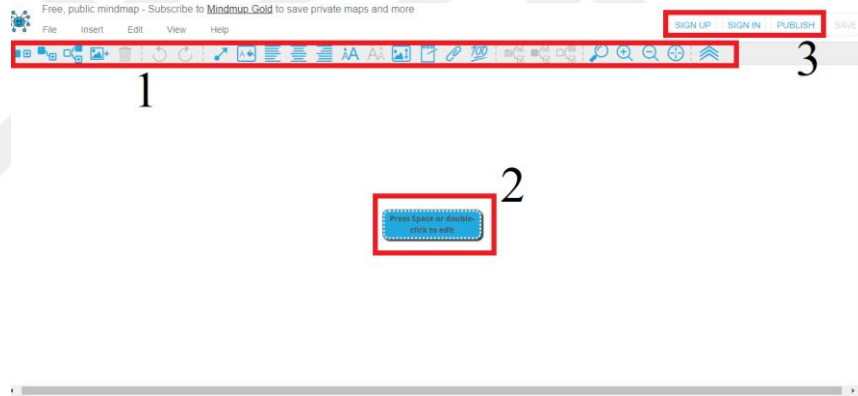 Free, public mindmap - Subscribe to Mindmup Gold to save private maps and more
File Insert Edit View Help
SIGN UP SIGN IN PUBLISH SAVE
1
3
2
Press Space or double-
click to edit